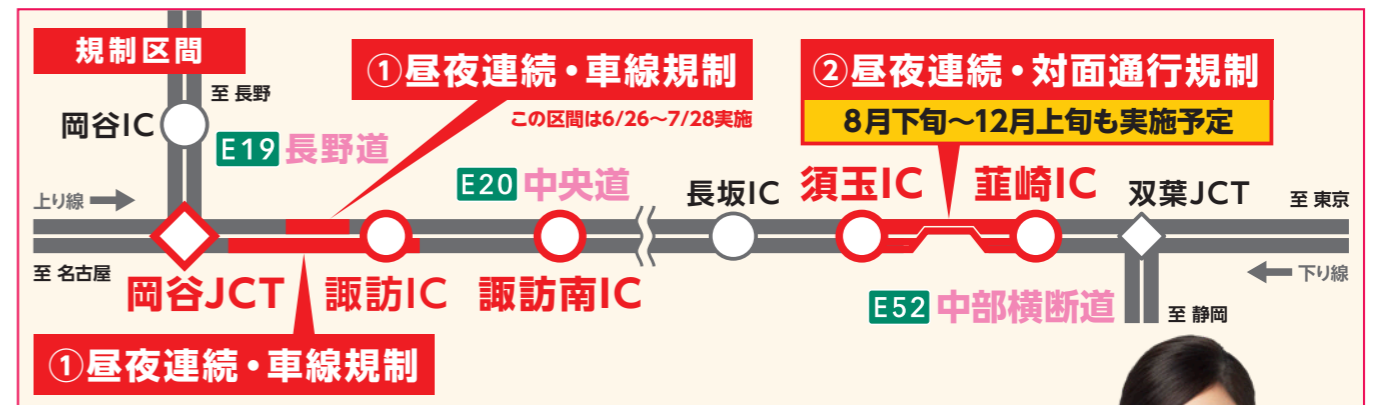 規制区間
①昼夜連続・車線規制
この区間は6/26～7/28実施
②昼夜連続・対面通行規制
8月下旬～12月上旬も実施予定
至 長野
岡谷IC
E19 長野道
E20 中央道
長坂IC
須玉IC
韮崎IC
双葉JCT
至 東京
上り線
至 名古屋
岡谷JCT
諏訪IC
諏訪南IC
下り線
E52 中部横断道
至 静岡
①昼夜連続・車線規制